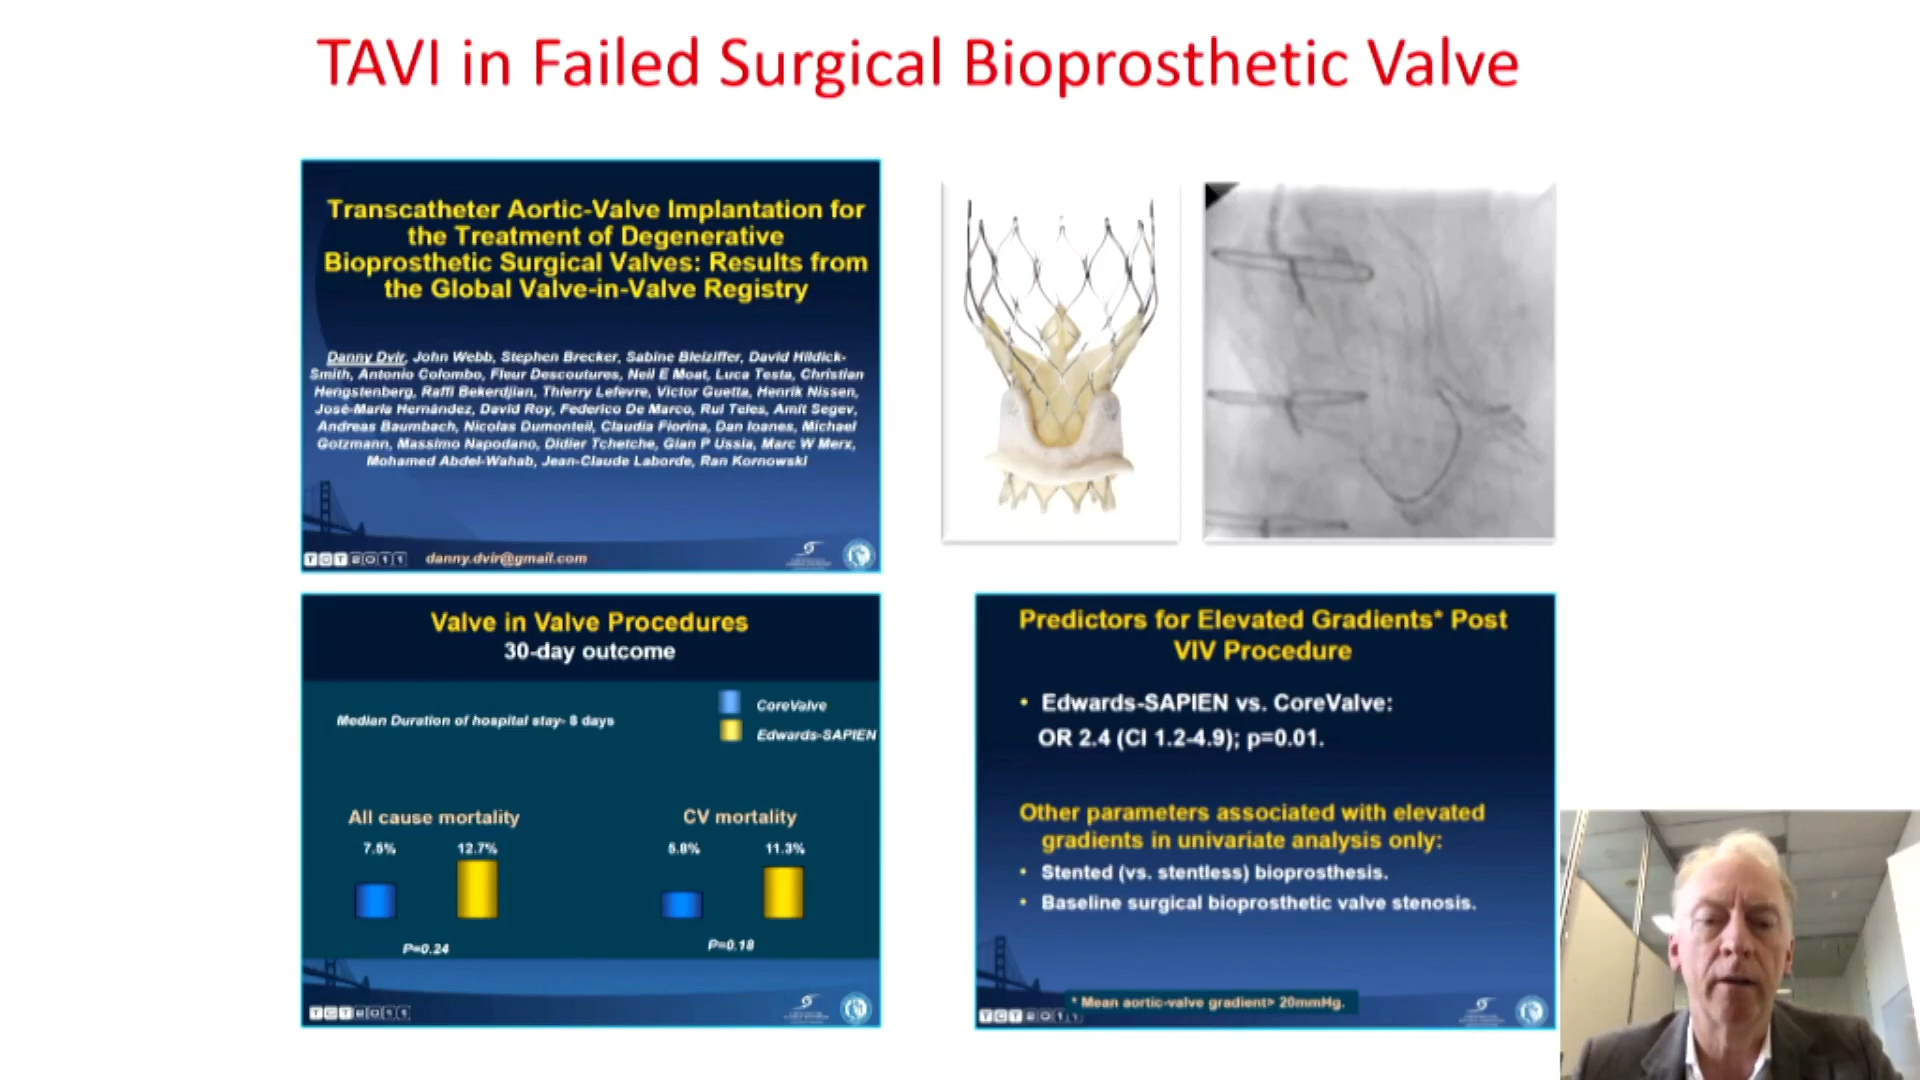 TAVI in Failed Surgical Bioprosthetic Valve
Transcatheter Aortic-Valve Implantation for
the Treatment of Degenerative
Bioprosthetic Surgical Valves: Results from
the Global Valve-in-Valve Registry
Danny Dvir, John Webb, Stephen Brecker, Sabine Bleiziffer, David Hildick-
Smith, Antonio Colombo, Fleur Descoutures, Neil E Moat, Luca Testa, Christian
Hengstenberg, Raffi Bekerdjian, Thierry Lefevre, Victor Guetta, Henrik Nissen,
José-María Hernández, David Roy, Federico De Marco, Rui Teles, Amit Segev,
Andreas Baumbach, Nicolas Dumonteil, Claudia Fiorina, Dan Ioanes, Michael
Gotzmann, Massimo Napodano, Didier Tchetche, Gian P Ussia, Marc W Merx,
Mohamed Abdel-Wahab, Jean-Claude Laborde, Ran Kornowski
TCT2011 danny.dvir@gmail.com
Valve in Valve Procedures
30-day outcome
CoreValve
Median Duration of hospital stay- 8 days
Edwards-SAPIEN
All cause mortality CV mortality
7.5% 12.7% 5.8% 11.3%
P=0.24 P=0.18
TCT2011
Predictors for Elevated Gradients* Post
VIV Procedure
• Edwards-SAPIEN vs. CoreValve:
OR 2.4 (CI 1.2-4.9); p=0.01.
Other parameters associated with elevated
gradients in univariate analysis only:
• Stented (vs. stentless) bioprosthesis.
• Baseline surgical bioprosthetic valve stenosis.
* Mean aortic-valve gradient> 20mmHg.
TCT2011